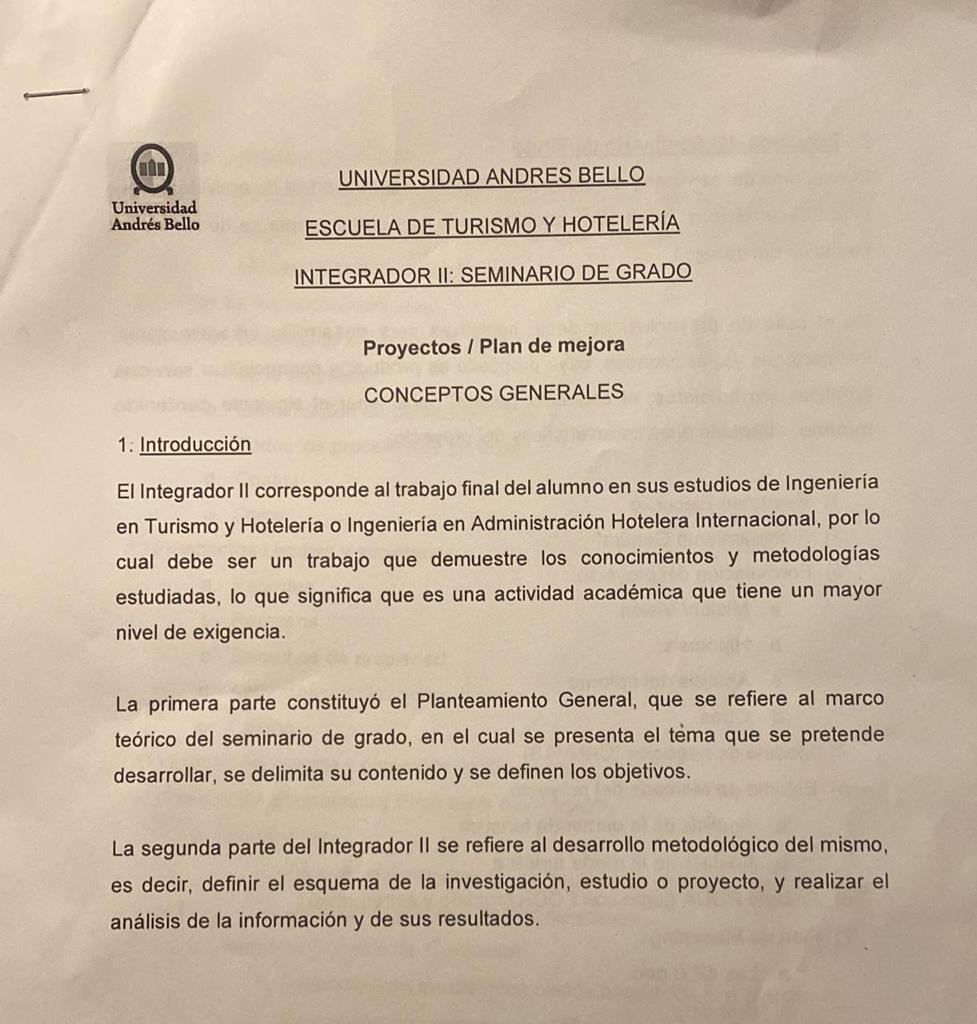 Universidad
Andrés Bello
UNIVERSIDAD ANDRES BELLO
ESCUELA DE TURISMO Y HOTELERÍA
INTEGRADOR II: SEMINARIO DE GRADO
Proyectos / Plan de mejora
CONCEPTOS GENERALES
1: Introducción
El Integrador II corresponde al trabajo final del alumno en sus estudios de Ingeniería
en Turismo y Hotelería o Ingeniería en Administración Hotelera Internacional, por lo
cual debe ser un trabajo que demuestre los conocimientos y metodologías
estudiadas, lo que significa que es una actividad académica que tiene un mayor
nivel de exigencia.
La primera parte constituyó el Planteamiento General, que se refiere al marco
teórico del seminario de grado, en el cual se presenta el tema que se pretende
desarrollar, se delimita su contenido y se definen los objetivos.
La segunda parte del Integrador II se refiere al desarrollo metodológico del mismo,
es decir, definir el esquema de la investigación, estudio o proyecto, y realizar el
análisis de la información y de sus resultados.